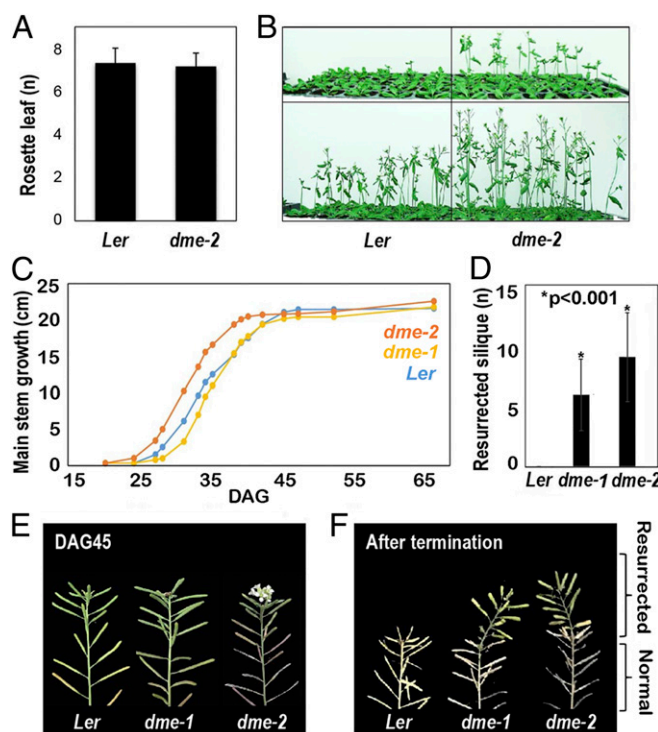 A
Rosette leaf (n)
8
6
4
2
0
Ler
dme-2
B
Ler
dme-2
C
Main stem growth (cm)
25
20
15
10
5
0
15
25
35
45
55
65
DAG
dme-2
dme-1
Ler
D
Resurrected silique (n)
15
10
5
0
*p<0.001
*
*
Ler
dme-1
dme-2
E
DAG45
Ler
dme-1
dme-2
F
After termination
Ler
dme-1
dme-2
Resurrected
Normal